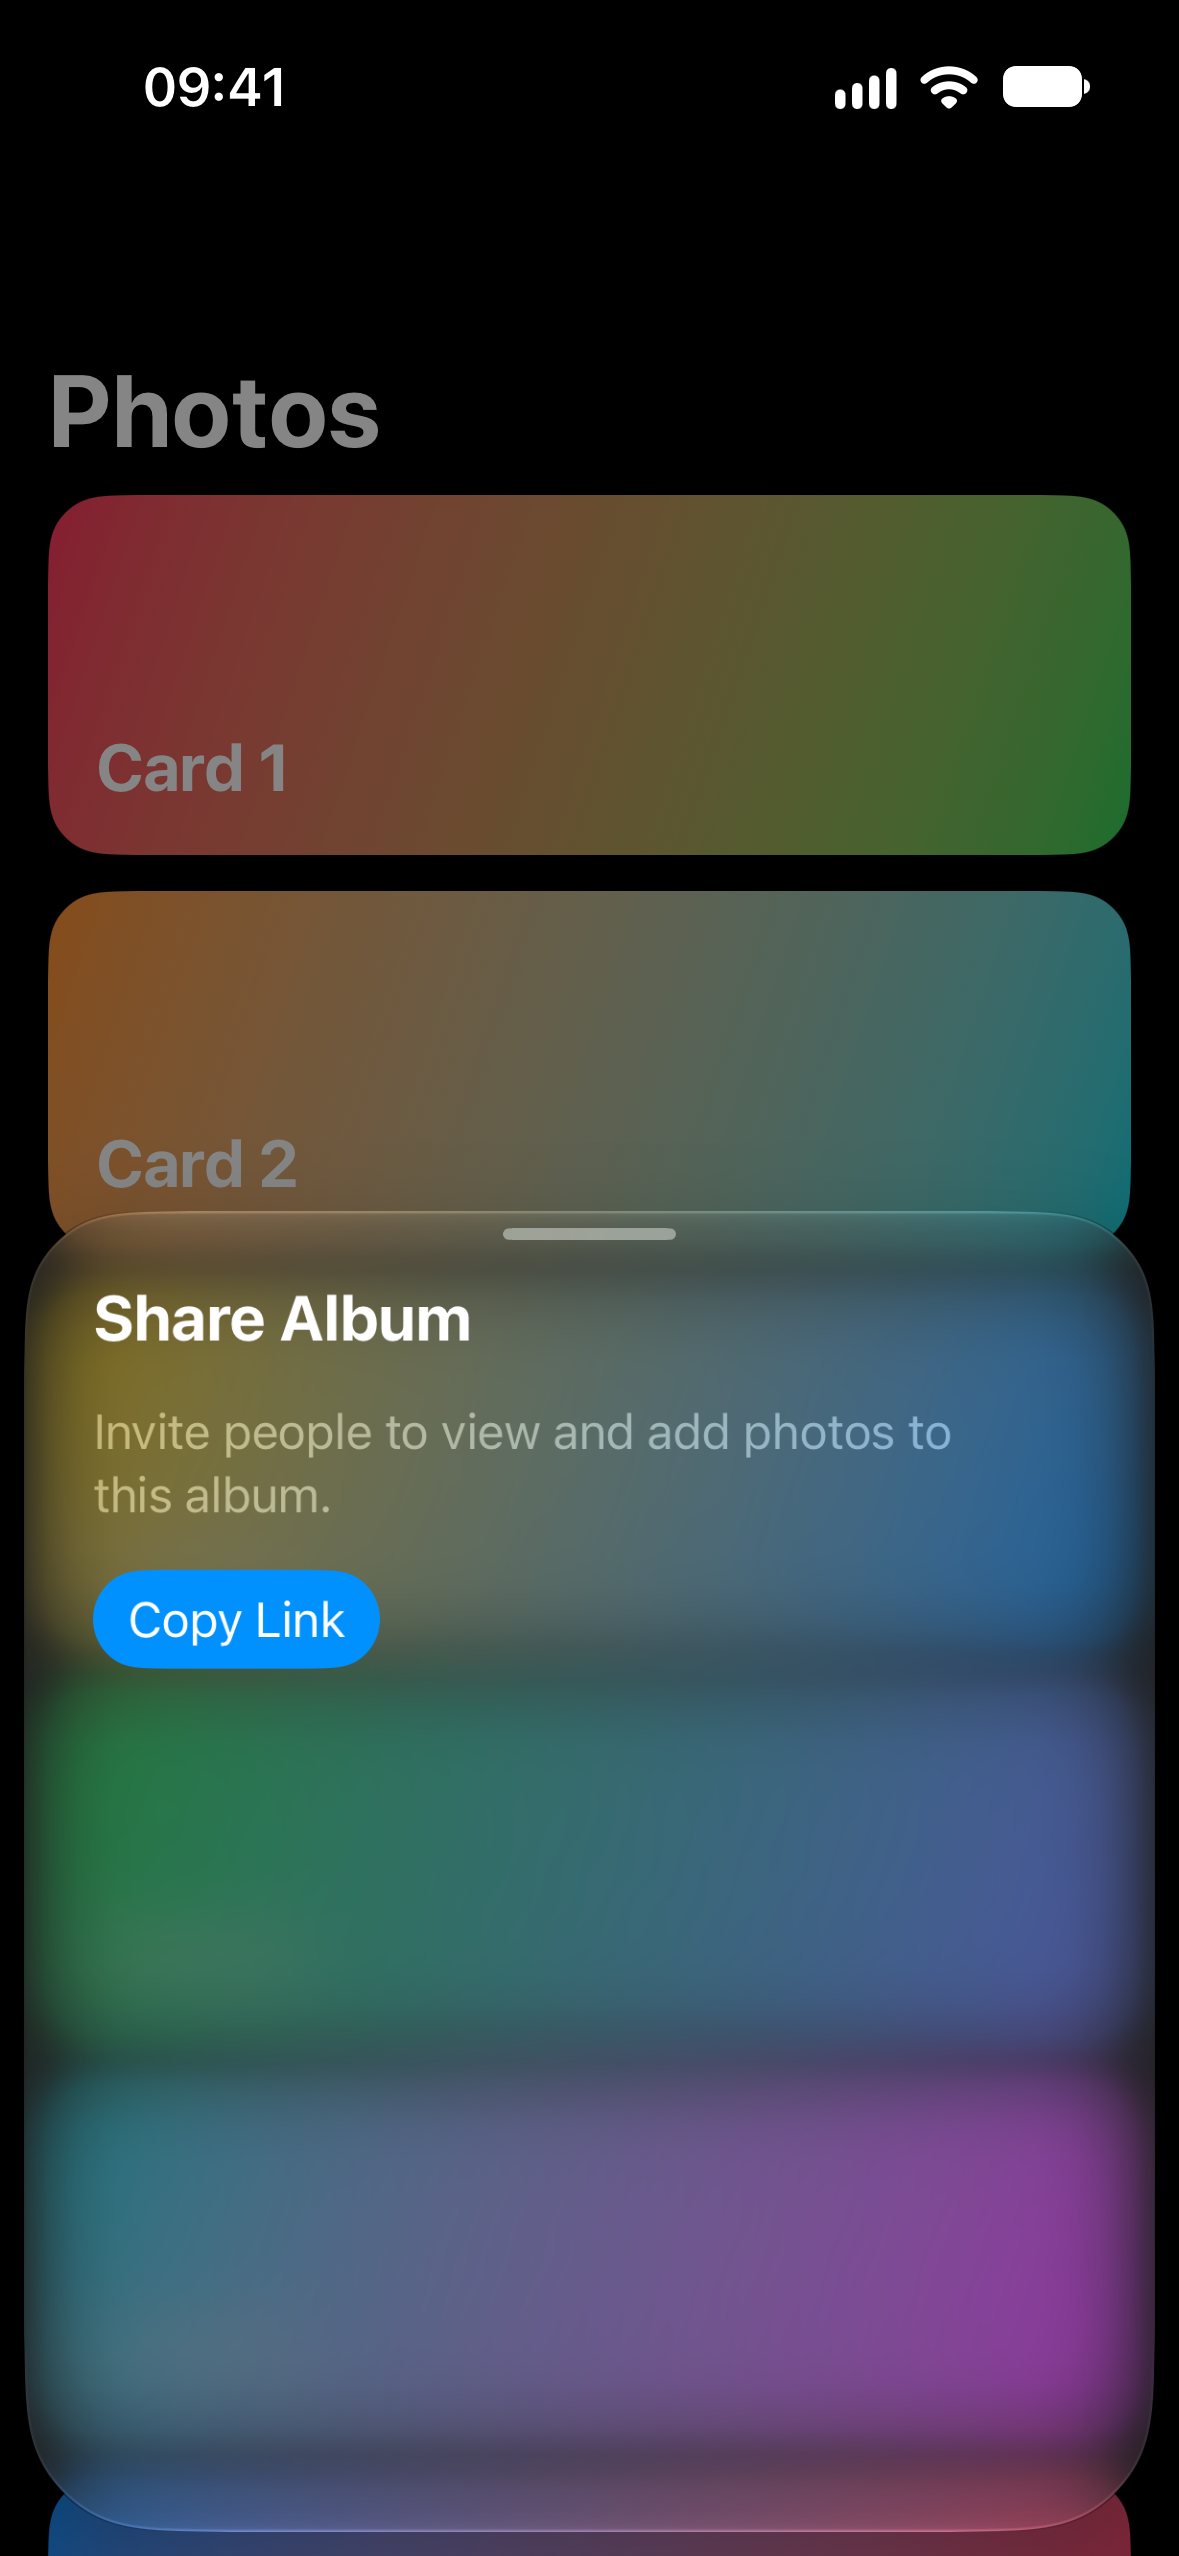 09:41
Photos
Card 1
Card 2
Share Album
Invite people to view and add photos to
this album.
Copy Link